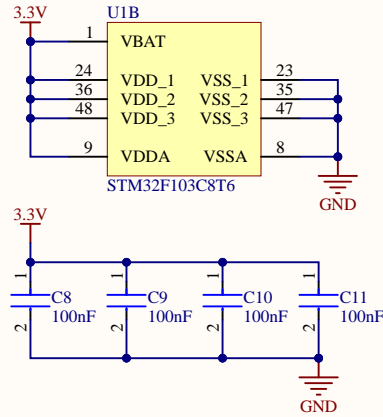 3.3V U1B
1 VBAT
24 VDD_1 VSS_1 23
36 VDD_2 VSS_2 35
48 VDD_3 VSS_3 47
9 VDDA VSSA 8
STM32F103C8T6
GND
3.3V
1 1 1 1
C8 C9 C10 C11
100nF 100nF 100nF 100nF
2 2 2 2
GND